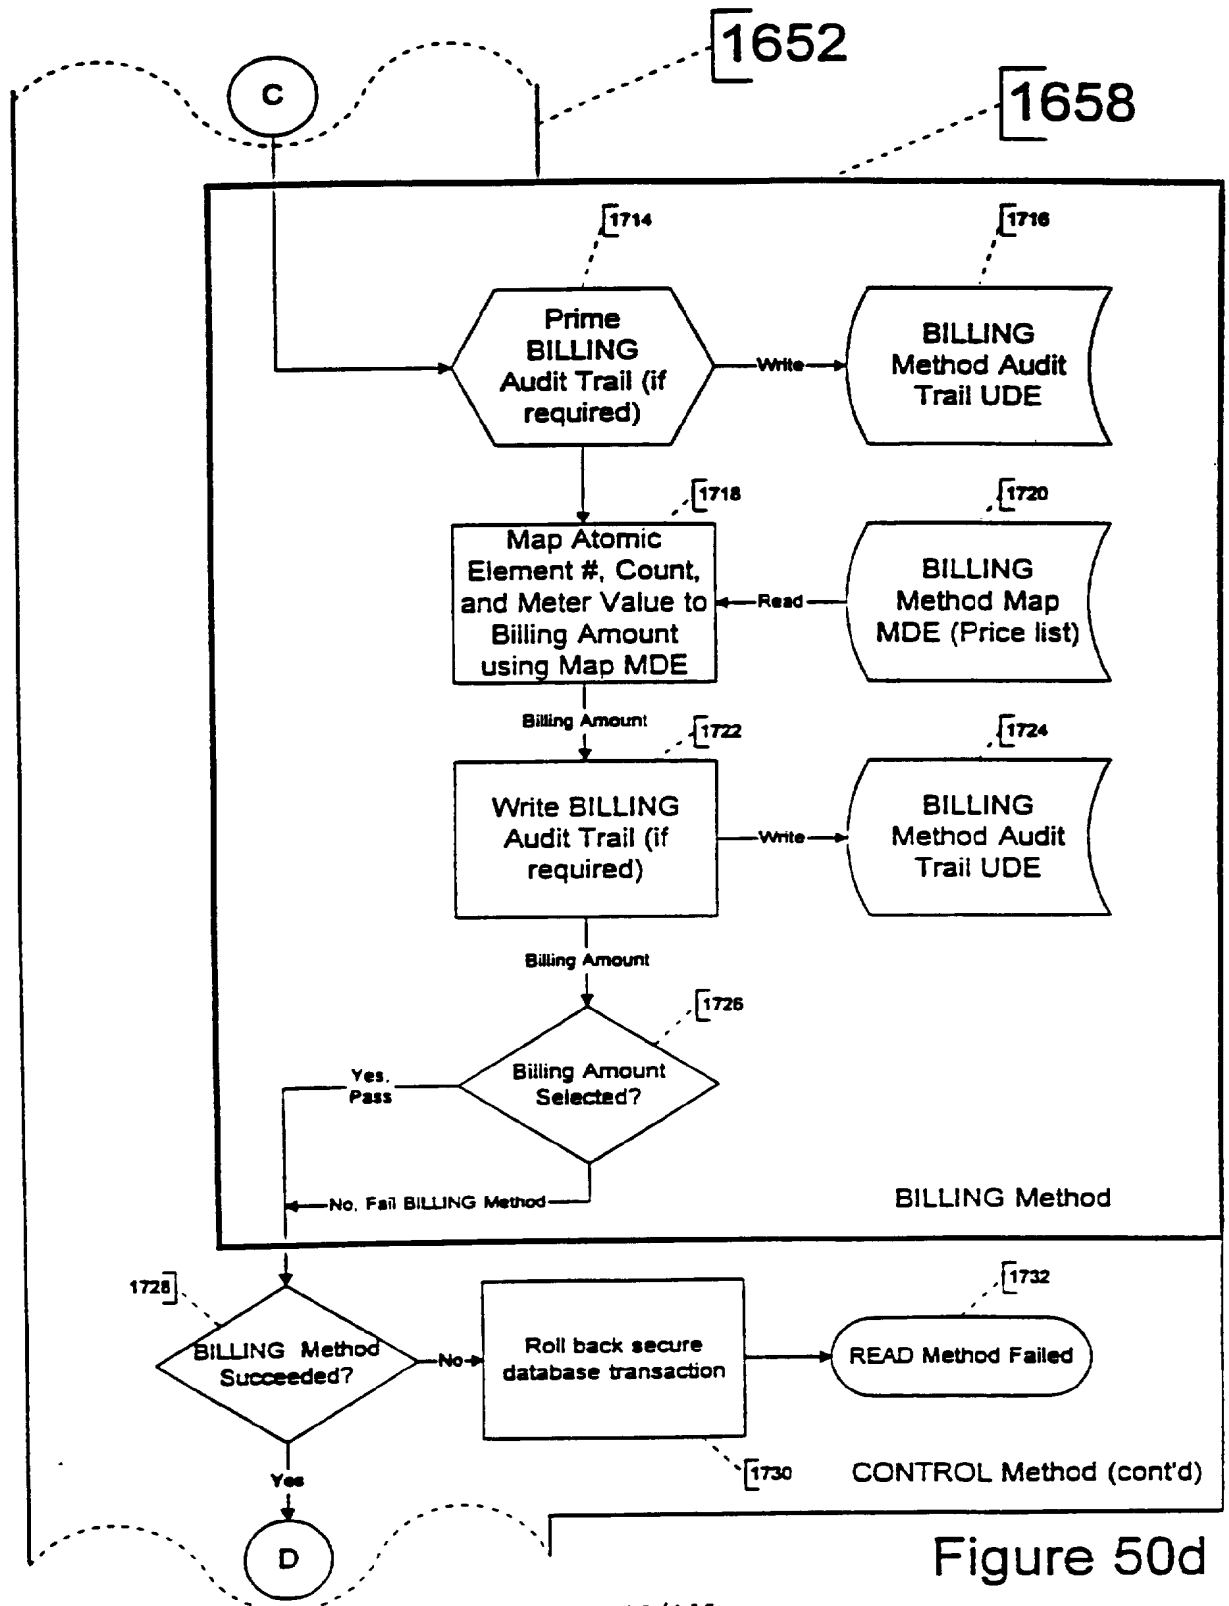 1652
C
1658
1714
1716
Prime
BILLING
Audit Trail (if
required)
Write
BILLING
Method Audit
Trail UDE
1718
1720
Map Atomic
Element #, Count,
and Meter Value to
Billing Amount
using Map MDE
Read
BILLING
Method Map
MDE (Price list)
Billing Amount
1722
1724
Write BILLING
Audit Trail (if
required)
Write
BILLING
Method Audit
Trail UDE
Billing Amount
1726
Billing Amount
Selected?
Yes,
Pass
No, Fail BILLING Method
BILLING Method
1728
1732
BILLING Method
Succeeded?
No
Roll back secure
database transaction
READ Method Failed
1730
CONTROL Method (cont'd)
Yes
D
Figure 50d